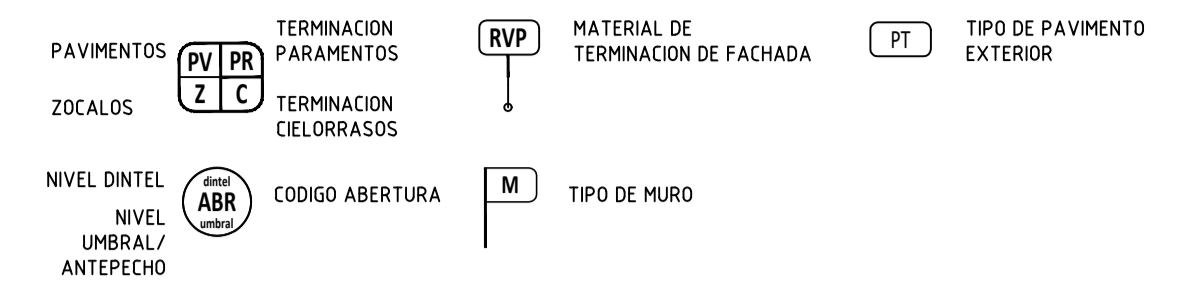 PAVIMENTOS
ZOCALOS
PV PR
Z C
TERMINACION
PARAMENTOS
TERMINACION
CIELORRASOS
RVP
MATERIAL DE
TERMINACION DE FACHADA
PT
TIPO DE PAVIMENTO
EXTERIOR
NIVEL DINTEL
NIVEL
UMBRAL/
ANTEPECHO
dintel
ABR
umbral
CODIGO ABERTURA
M
TIPO DE MURO